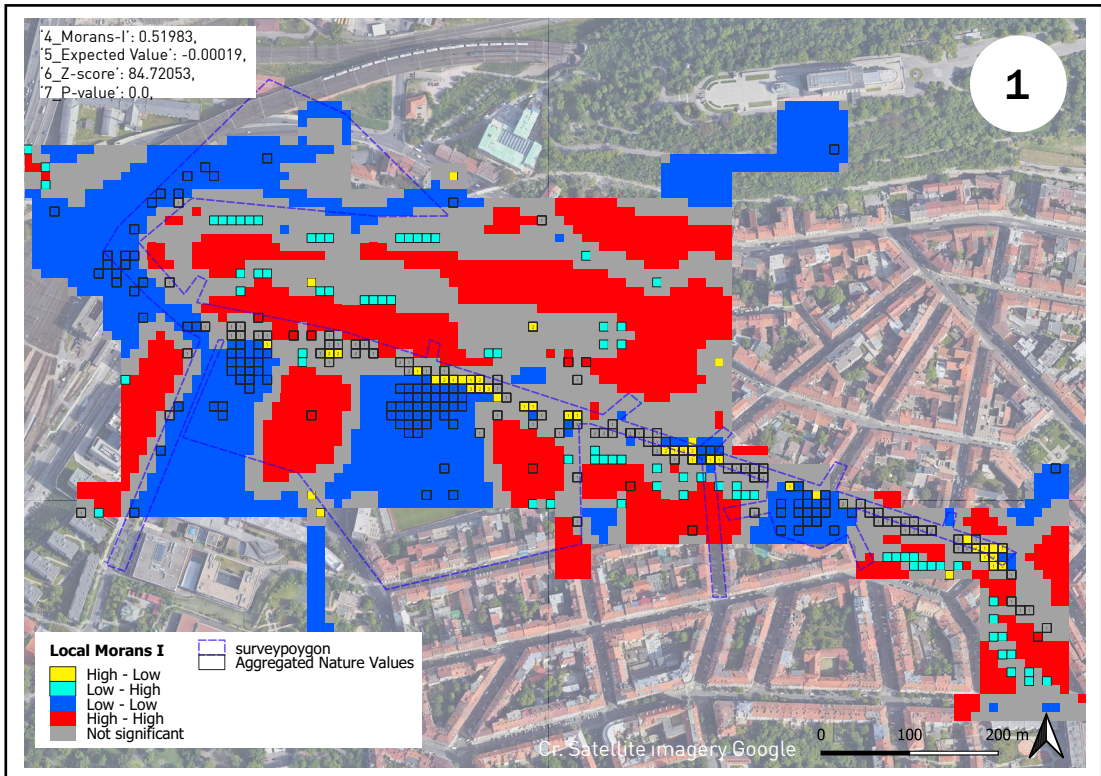 '4_Morans-I': 0.51983,
'5_Expected Value': -0.00019,
'6_Z-score': 84.72053,
'7_P-value': 0.0,
1
Local Morans I
High - Low
Low - High
Low - Low
High - High
Not significant
surveypoygon
Aggregated Nature Values
Cr. Satellite imagery Google
0 100 200 m